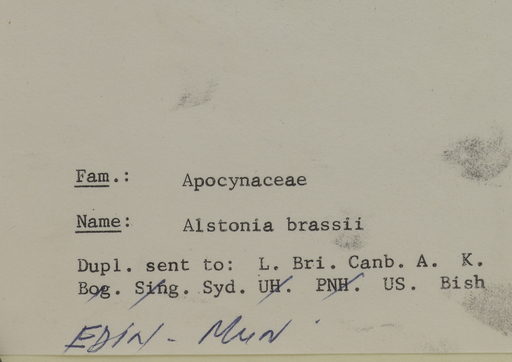 Fam.: Apocynaceae
Name: Alstonia brassii
Dupl. sent to: L. Bri. Canb. A. K.
Bog. Sing. Syd. UH. PNH. US. Bish
EDIN - MUN.